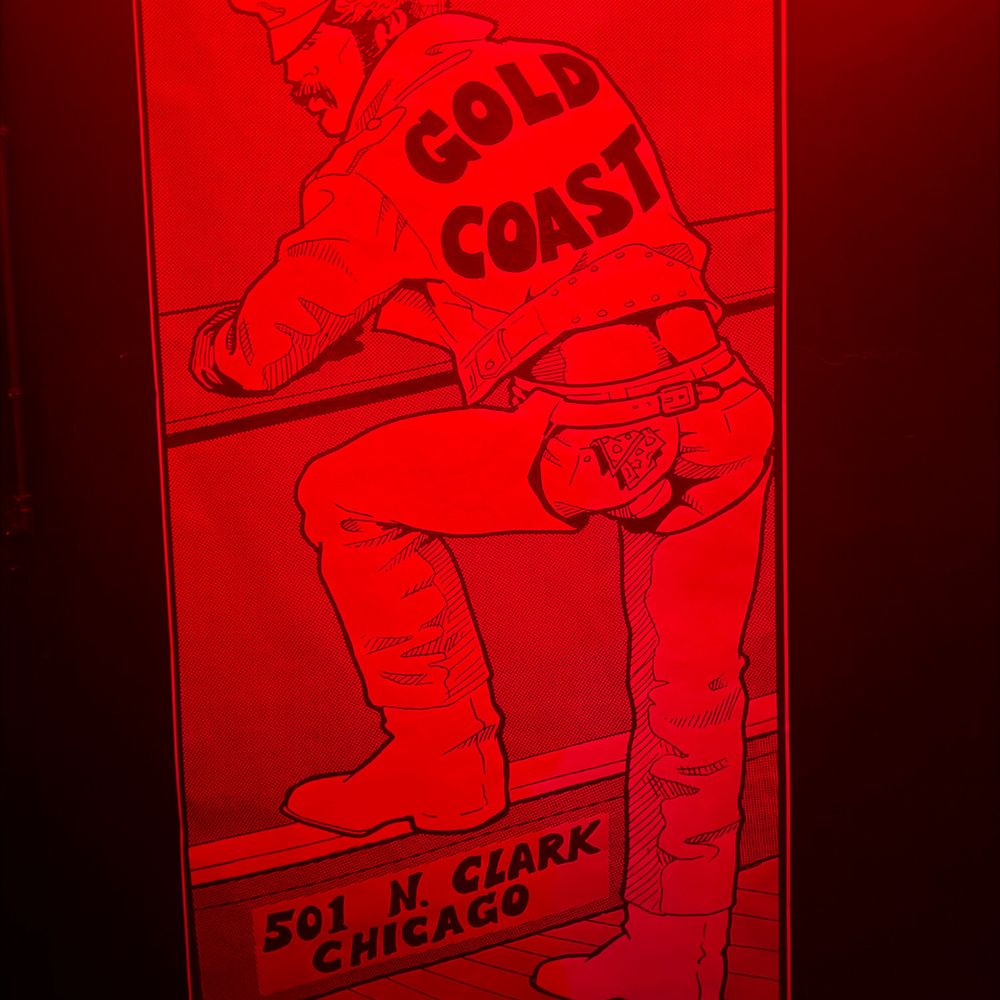 GOLD
COAST
501 N. CLARK
CHICAGO